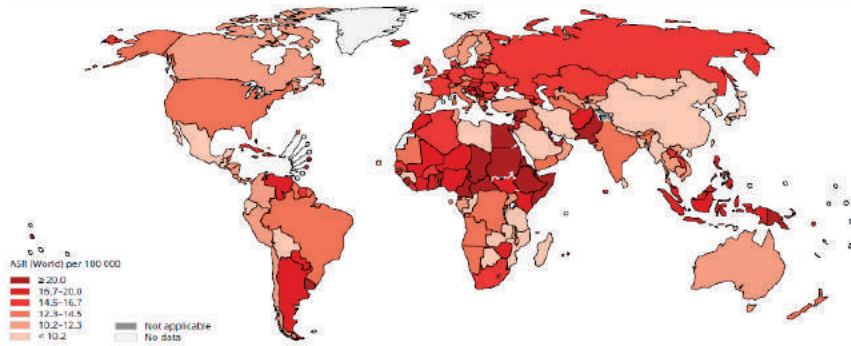 ASR (World) per 100 000
≥ 20.0
16.7–20.0
14.5–16.7
12.3–14.5
10.2–12.3
< 10.2
Not applicable
No data